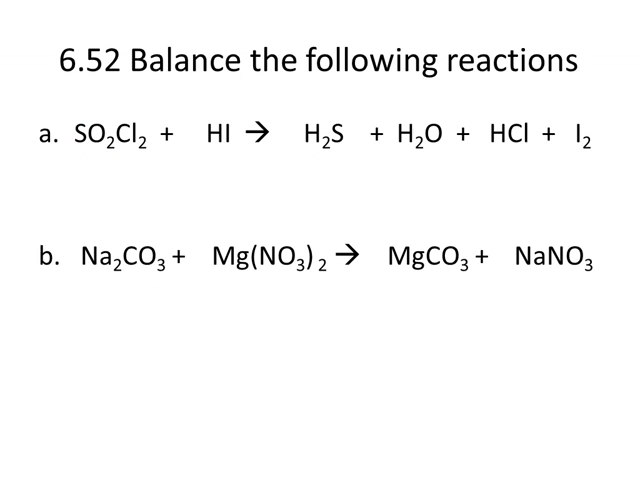 6.52 Balance the following reactions
a. SO₂Cl₂ + HI → H₂S + H₂O + HCl + I₂
b. Na₂CO₃ + Mg(NO₃)₂ → MgCO₃ + NaNO₃